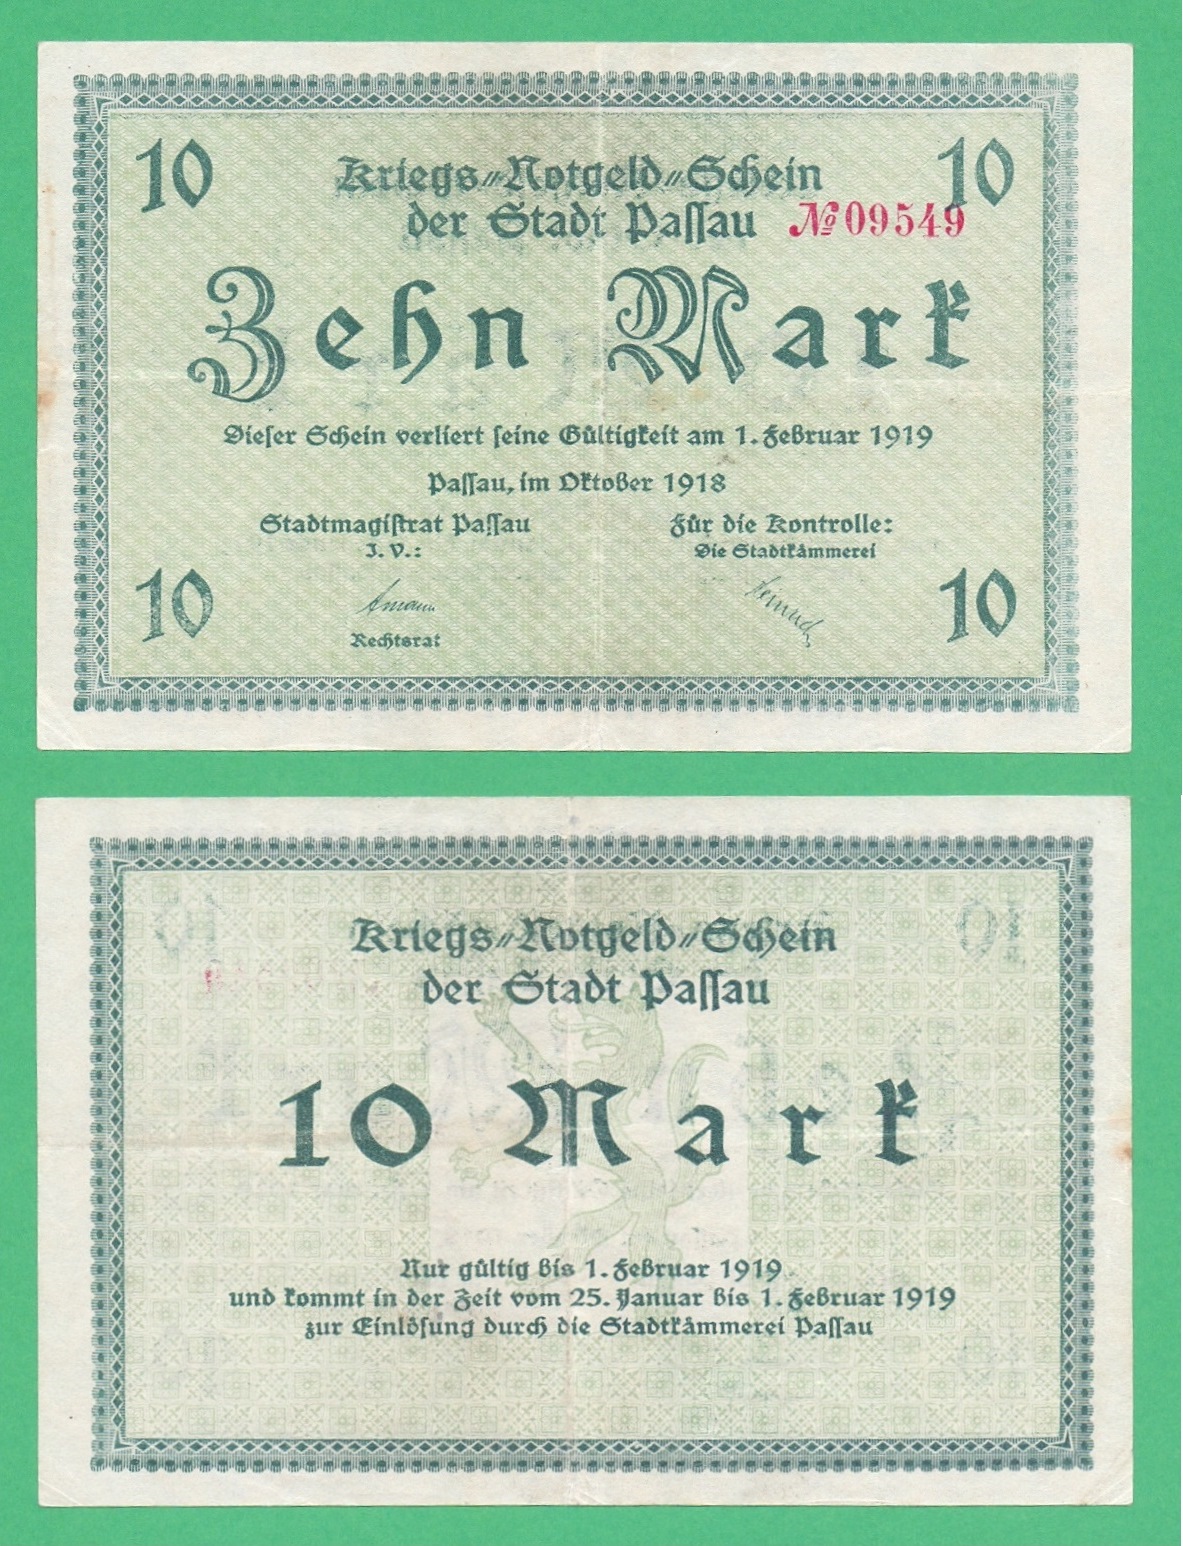 10
10
Kriegs-Notgeld-Schein
der Stadt Passau
№ 09549
Zehn Mark
Dieser Schein verliert seine Gültigkeit am 1. Februar 1919
Passau, im Oktober 1918
Stadtmagistrat Passau
I. V.:
Für die Kontrolle:
Die Stadtkämmerei
10
Rechtsrat
10
Kriegs-Notgeld-Schein
der Stadt Passau
10 Mark
Nur gültig bis 1. Februar 1919
und kommt in der Zeit vom 25. Januar bis 1. Februar 1919
zur Einlösung durch die Stadtkämmerei Passau